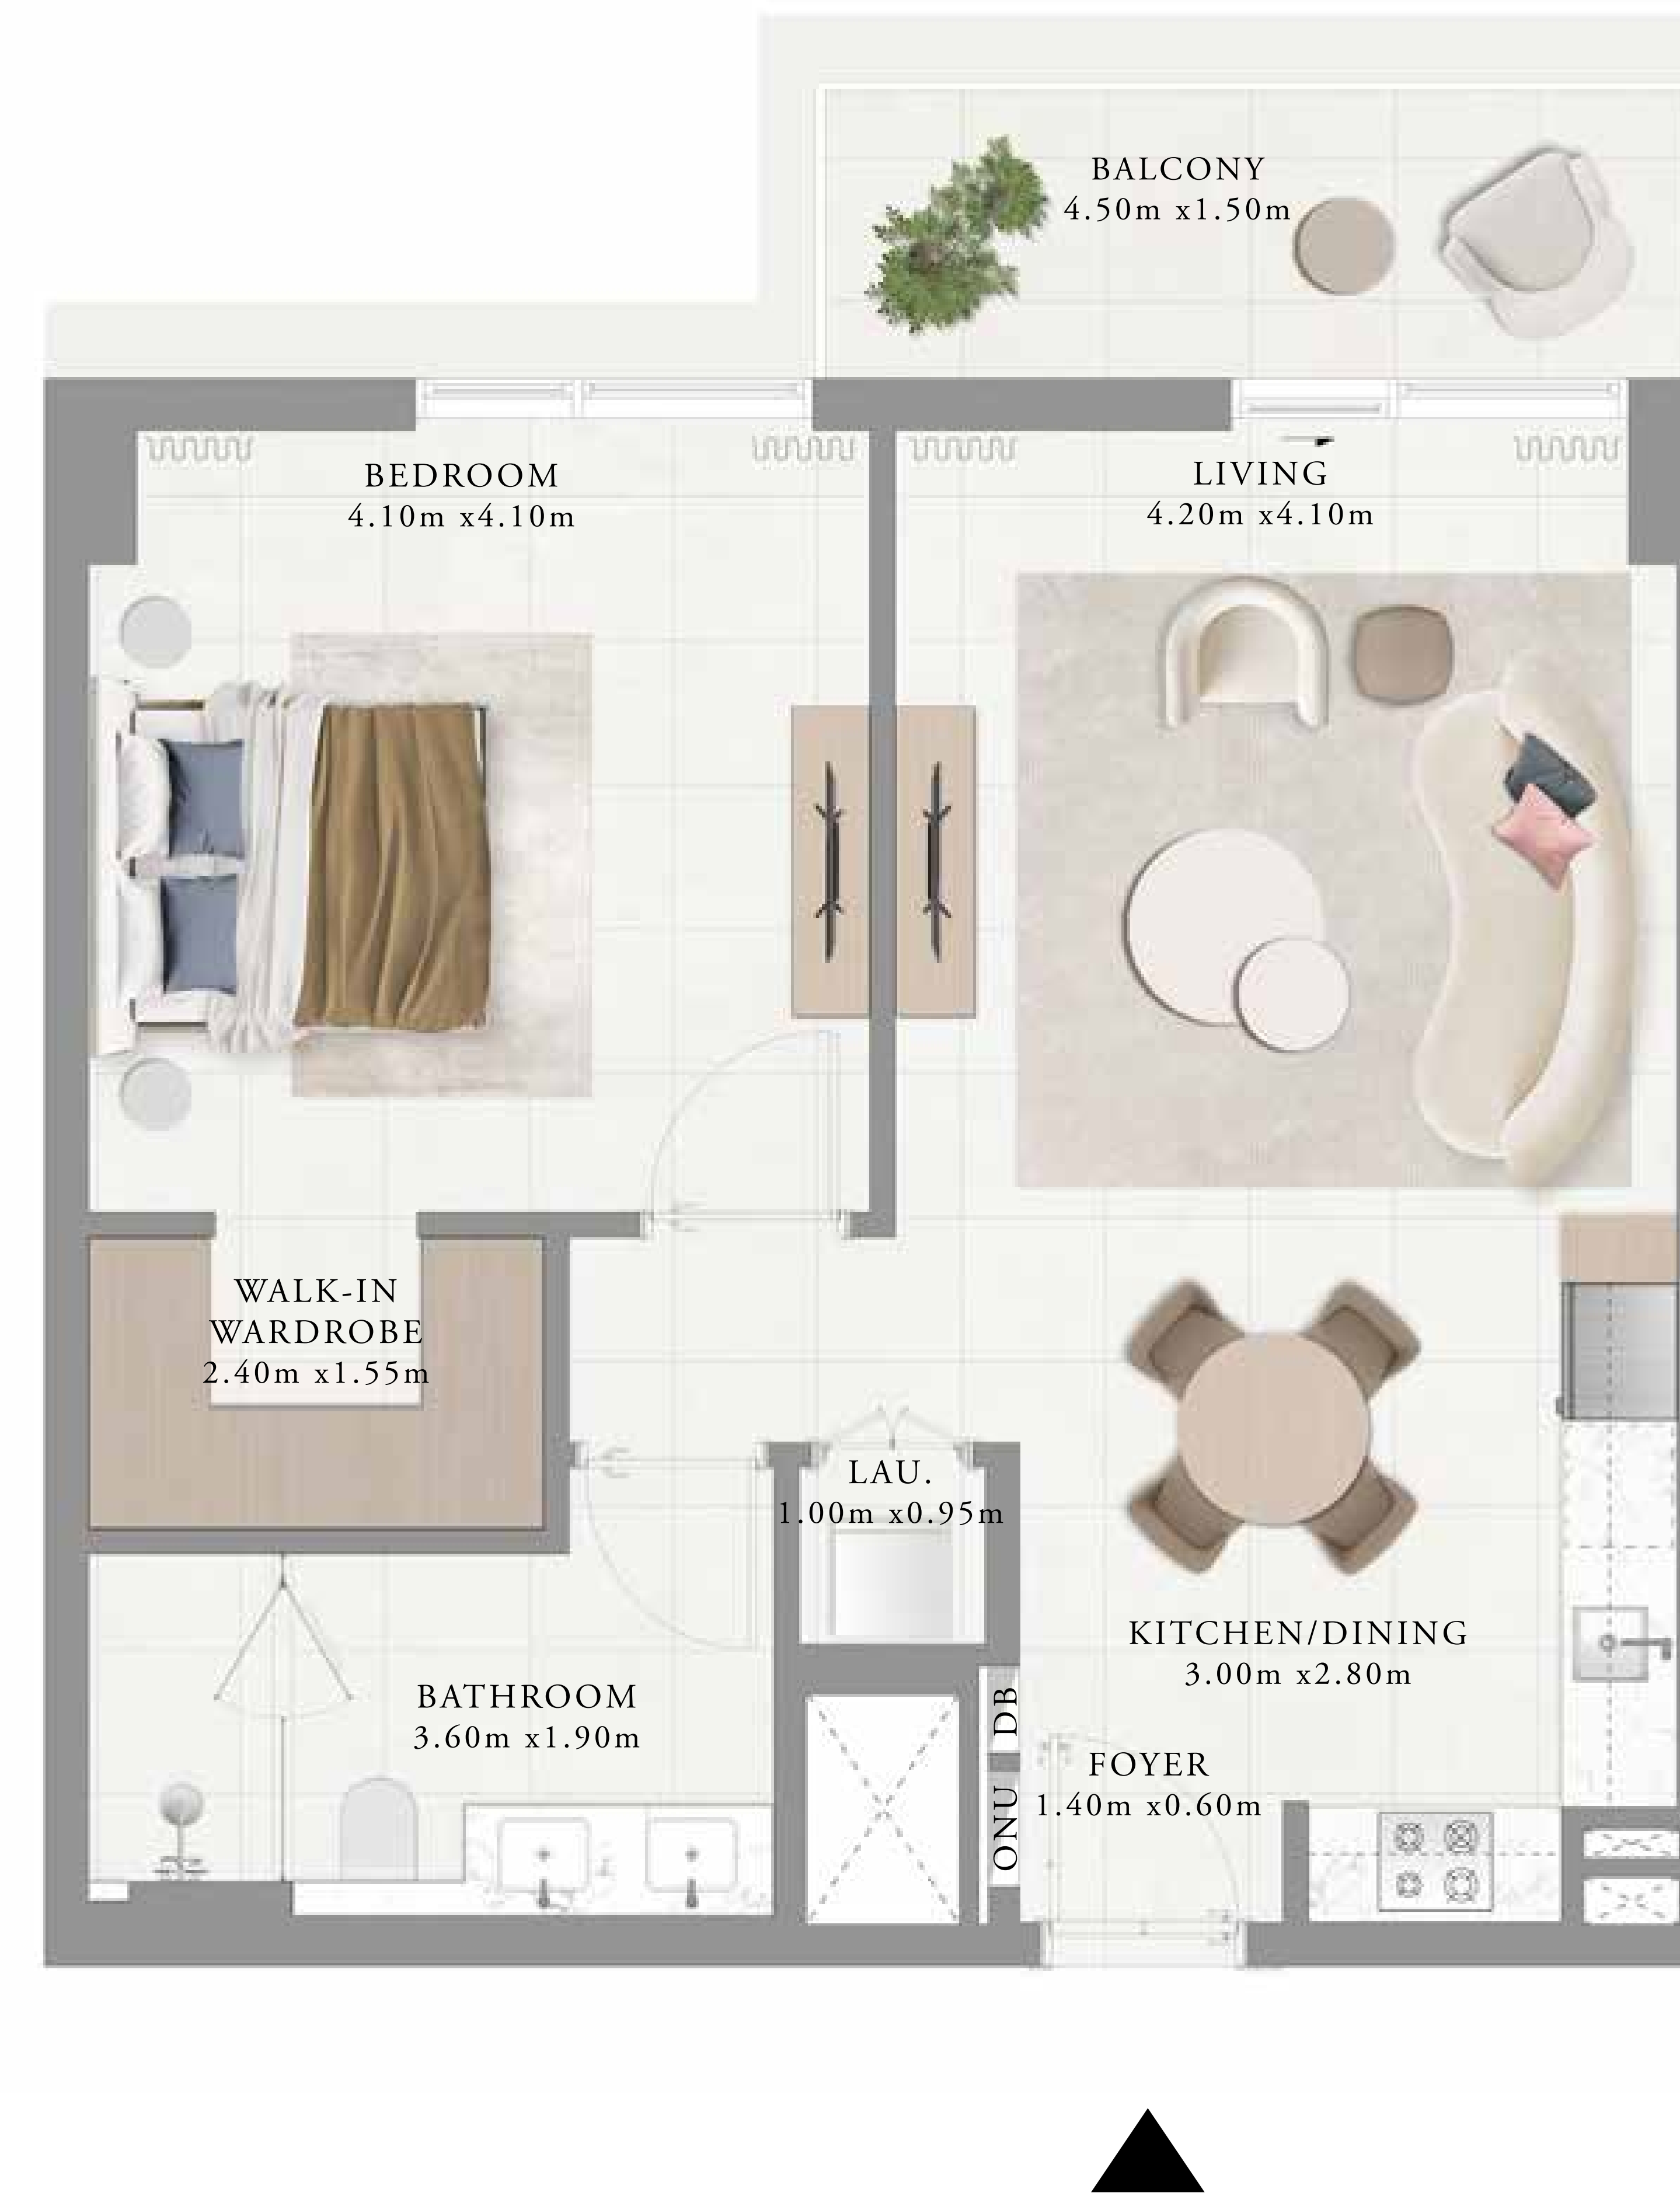 BALCONY
4.50m x1.50m
BEDROOM
4.10m x4.10m
LIVING
4.20m x4.10m
WALK-IN
WARDROBE
2.40m x1.55m
LAU.
1.00m x0.95m
KITCHEN/DINING
3.00m x2.80m
BATHROOM
3.60m x1.90m
DB
FOYER
1.40m x0.60m
ONU